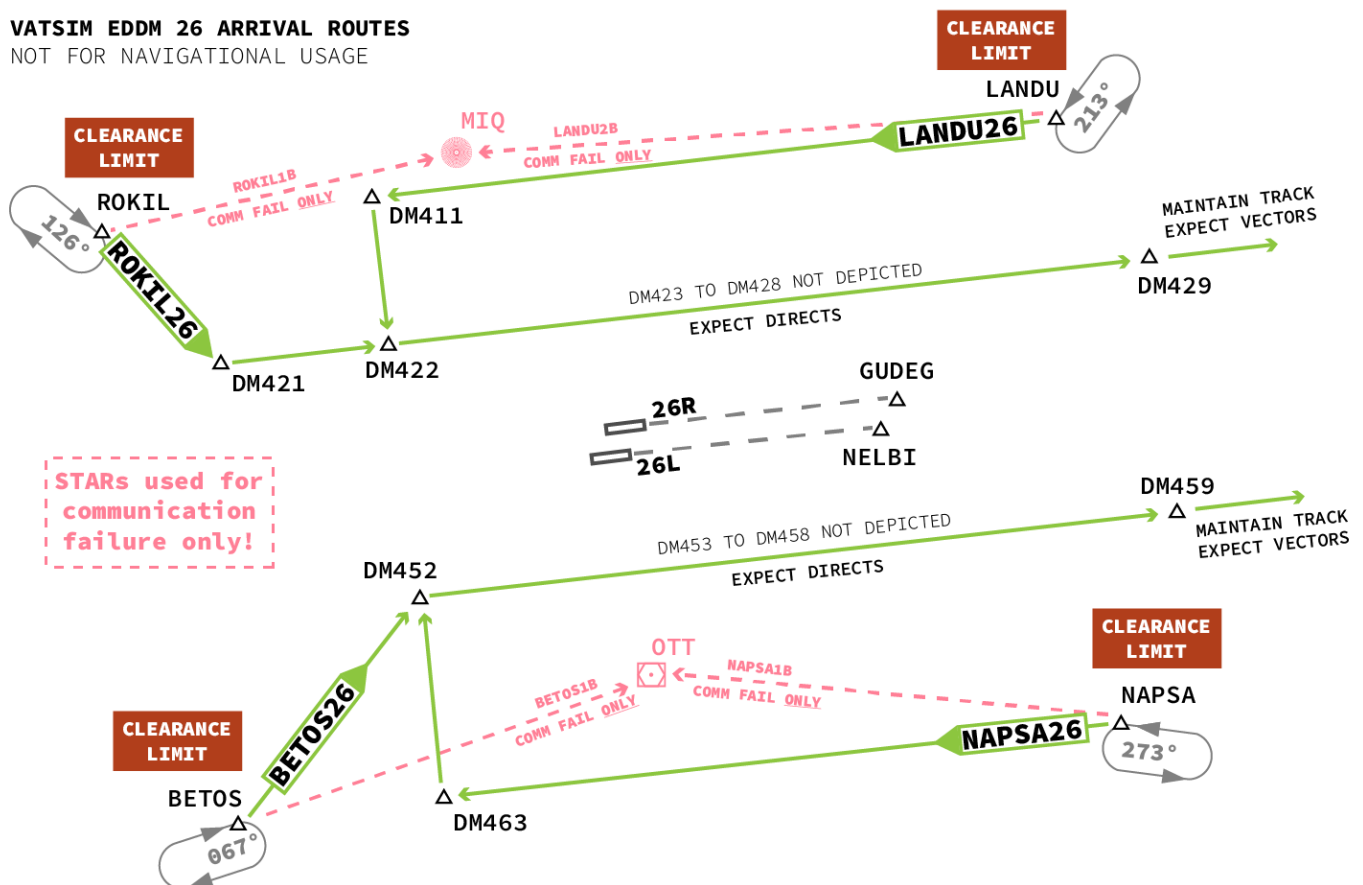 VATSIM EDDM 26 ARRIVAL ROUTES
NOT FOR NAVIGATIONAL USAGE
CLEARANCE
LIMIT
LANDU
213°
LANDU26
MIQ
LANDU2B
COMM FAIL ONLY
CLEARANCE
LIMIT
ROKIL
126°
ROKIL1B
COMM FAIL ONLY
ROKIL26
DM411
MAINTAIN TRACK
EXPECT VECTORS
DM423 TO DM428 NOT DEPICTED
EXPECT DIRECTS
DM429
DM421
DM422
GUDEG
26R
26L
NELBI
STARs used for
communication
failure only!
DM459
MAINTAIN TRACK
EXPECT VECTORS
DM453 TO DM458 NOT DEPICTED
EXPECT DIRECTS
DM452
CLEARANCE
LIMIT
NAPSA
273°
OTT
NAPSA1B
COMM FAIL ONLY
BETOS1B
COMM FAIL ONLY
NAPSA26
BETOS26
CLEARANCE
LIMIT
BETOS
067°
DM463